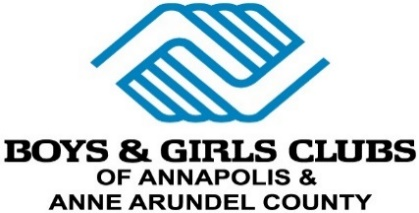 BOYS & GIRLS CLUBS
OF ANNAPOLIS &
ANNE ARUNDEL COUNTY